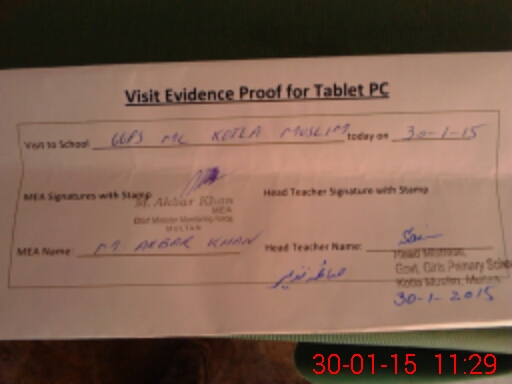 Visit Evidence Proof for Tablet PC
Visit to School GGPS MC KOTLA MUSLIM today on 30-1-15
MEA Signatures with Stamp Head Teacher Signature with Stamp
M. Akbar Khan
MEA
Chief Minister Monitoring Force
MULTAN
MEA Name: M AKBAR KHAN Head Teacher Name:
Head Mistress,
Govt. Girls Primary School
Kotla Muslim, Multan
30-1-2015
30-01-15 11:29